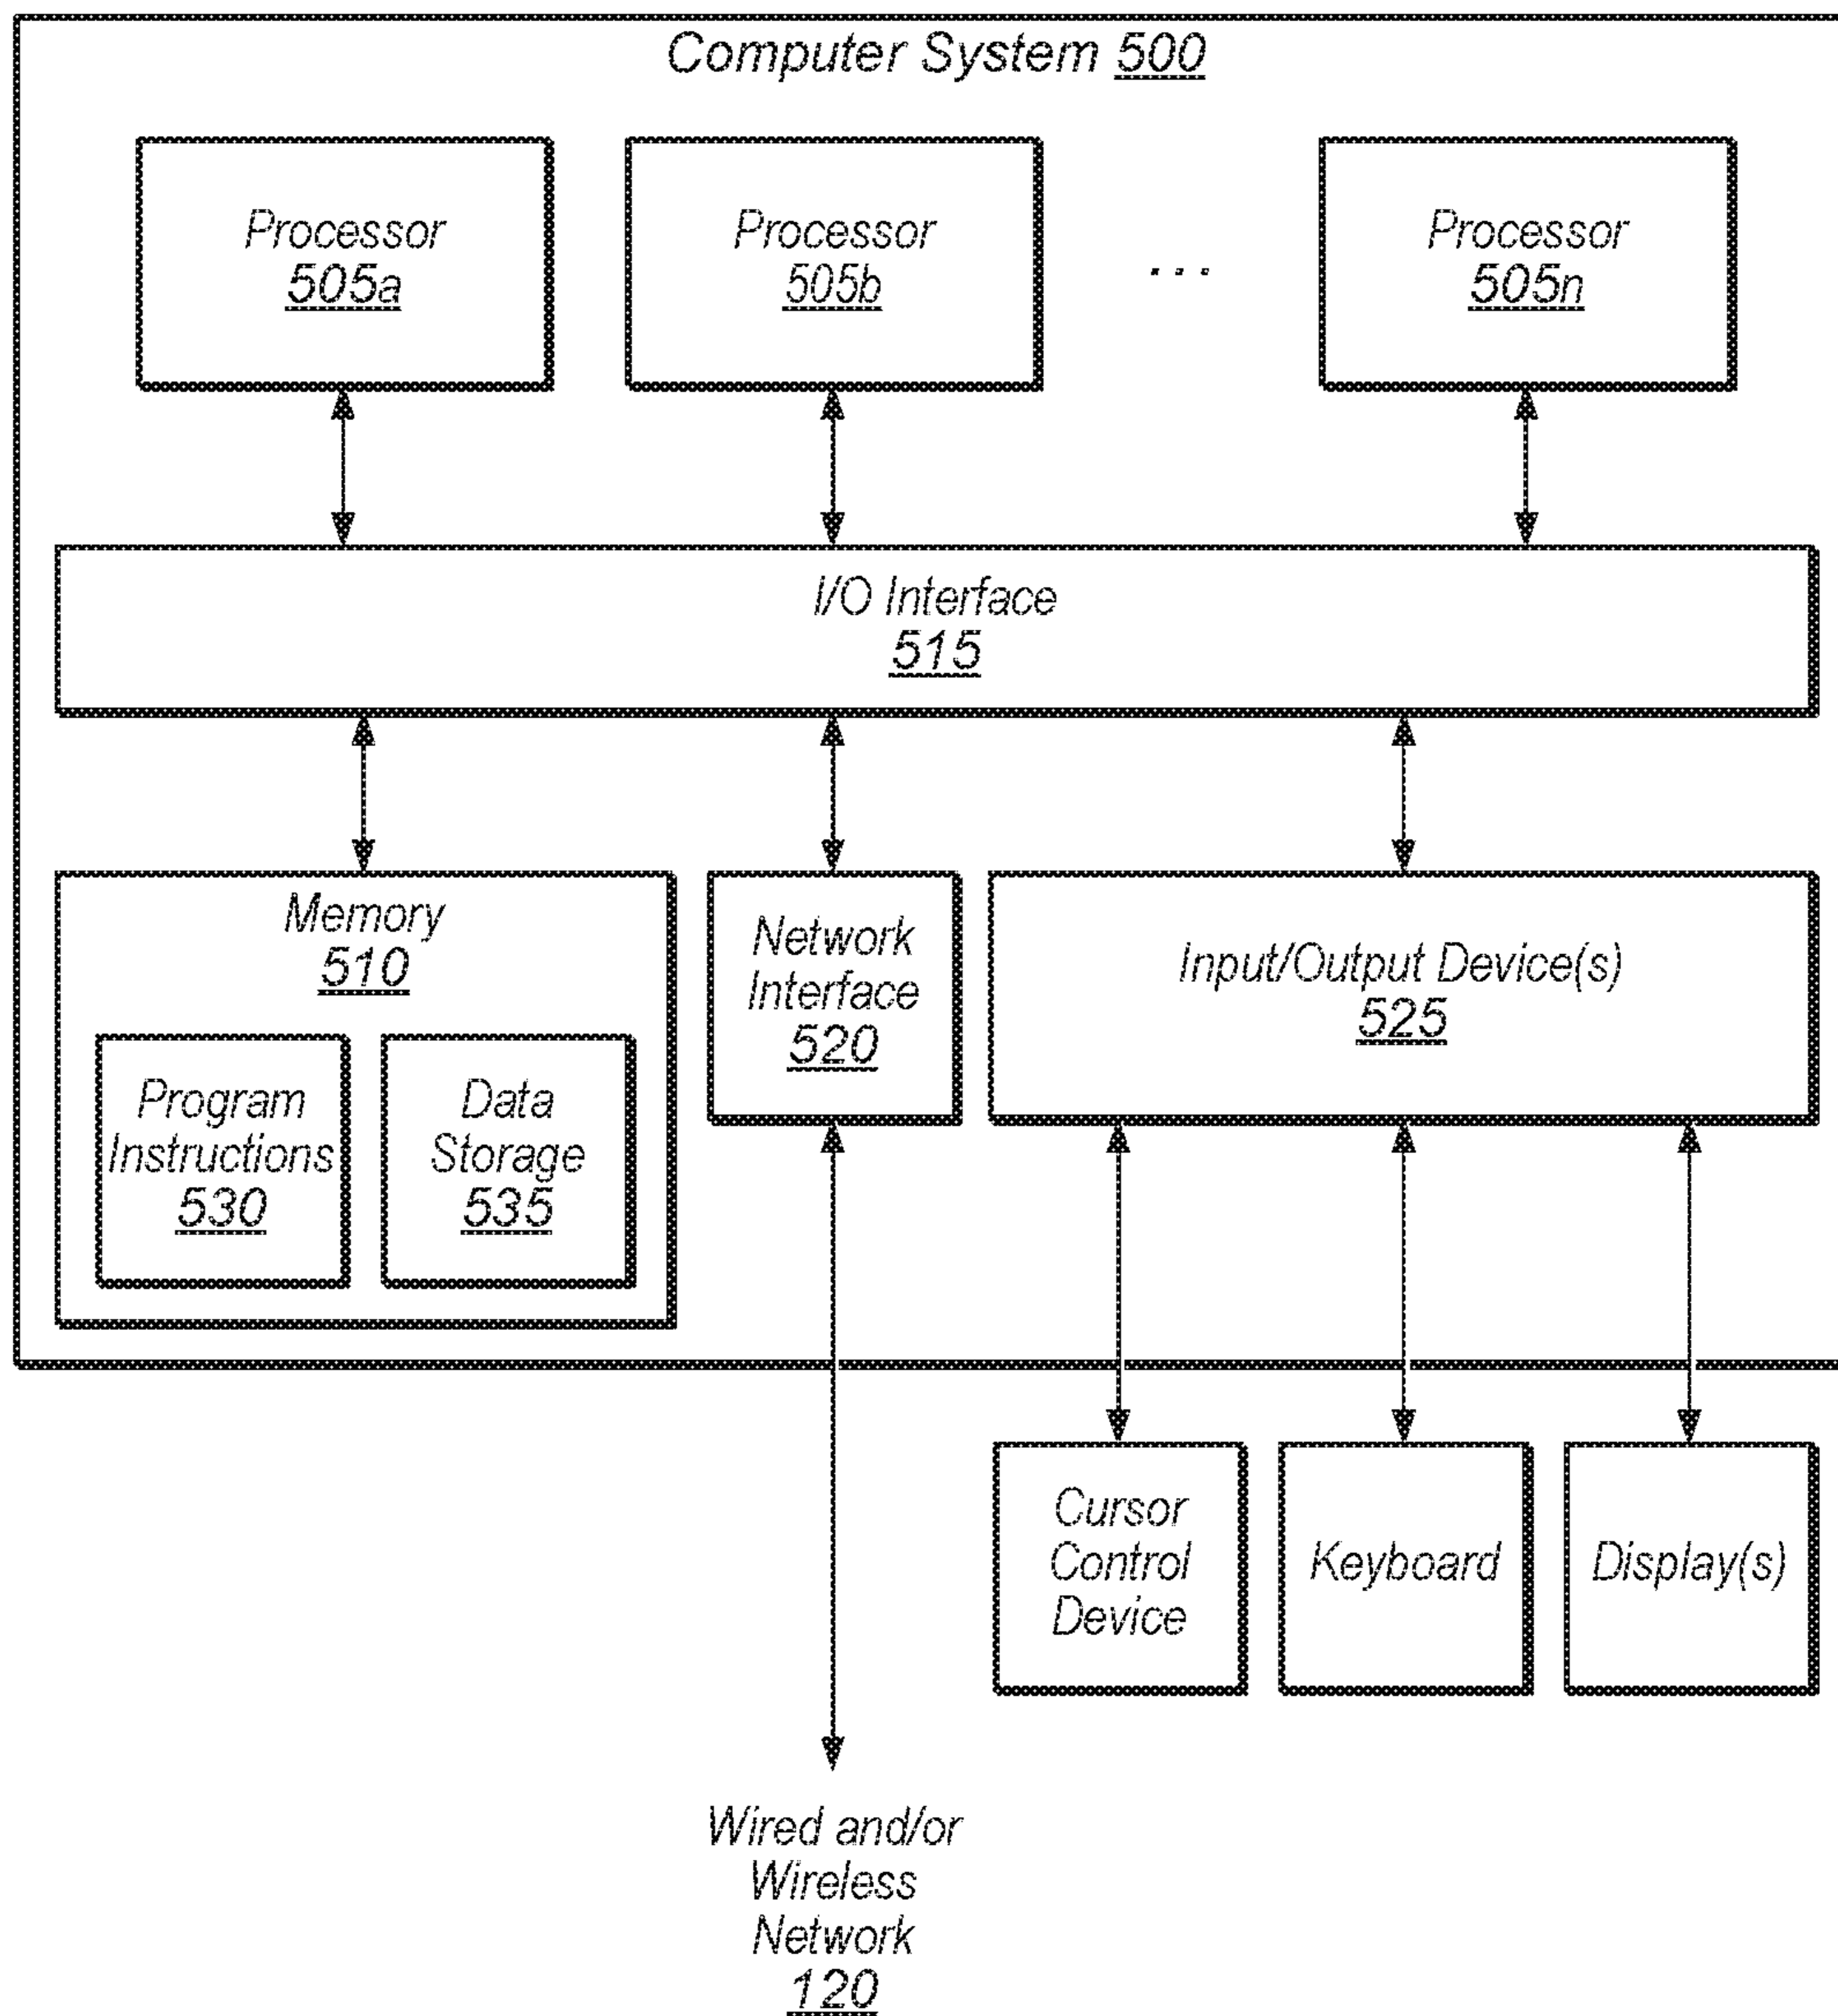 Computer System 500
Processor
505a
Processor
505b
...
Processor
505n
I/O Interface
515
Memory
510
Program
Instructions
530
Data
Storage
535
Network
Interface
520
Input/Output Device(s)
525
Cursor
Control
Device
Keyboard
Display(s)
Wired and/or
Wireless
Network
120